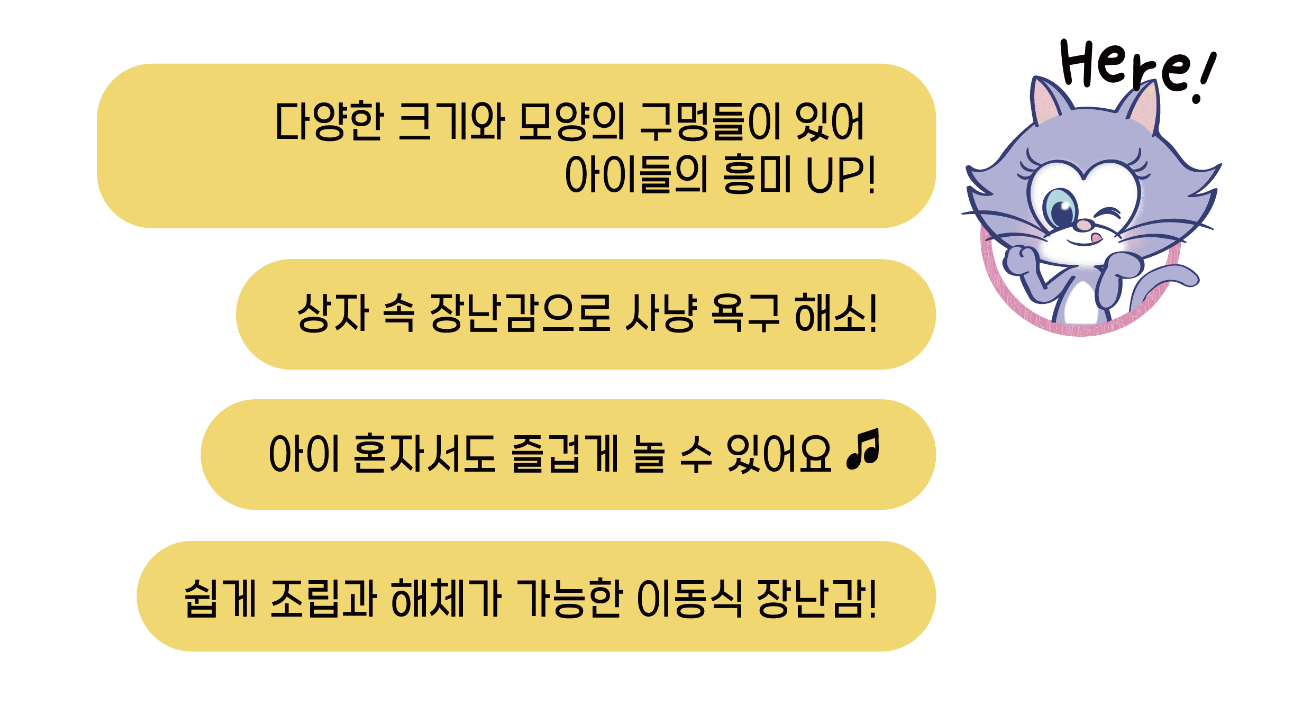 Here!
다양한 크기와 모양의 구멍들이 있어
아이들의 흥미 UP!
상자 속 장난감으로 사냥 욕구 해소!
아이 혼자서도 즐겁게 놀 수 있어요 ♫
쉽게 조립과 해체가 가능한 이동식 장난감!